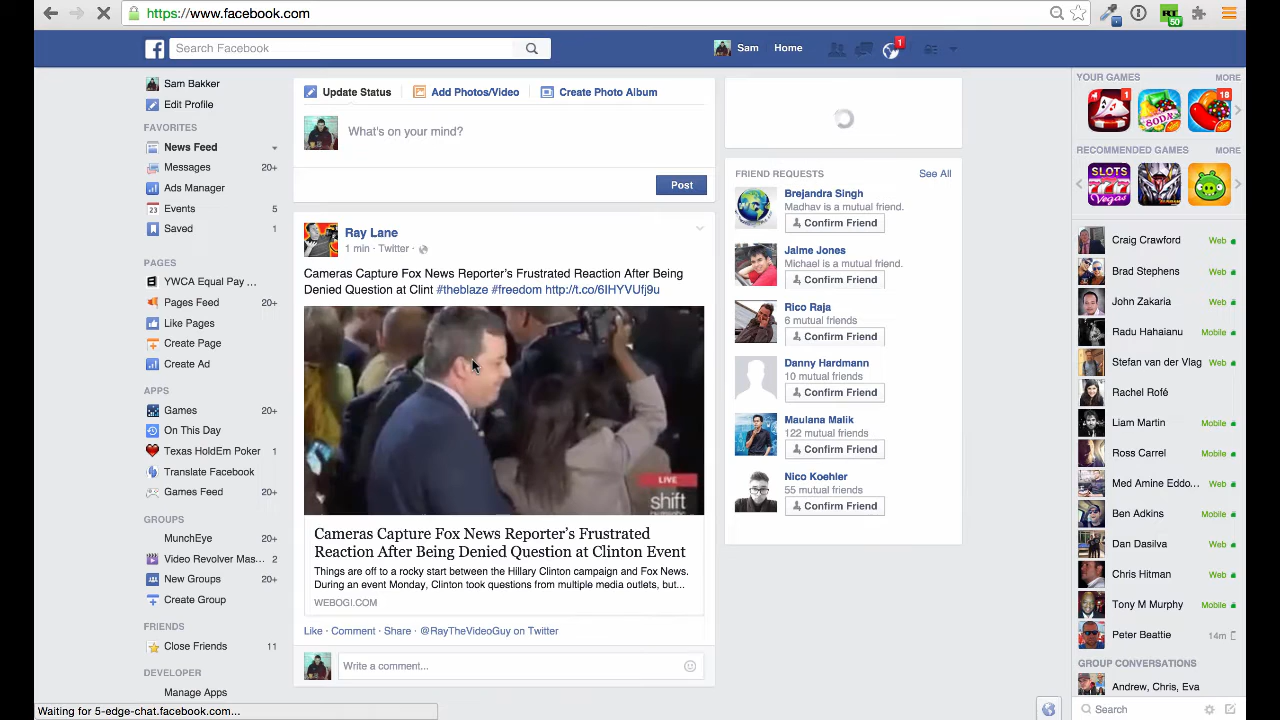 https://www.facebook.com
50
Search Facebook
Sam
Home
1
Sam Bakker
Edit Profile
FAVORITES
News Feed
Messages 20+
Ads Manager
23 Events 5
Saved 1
PAGES
YWCA Equal Pay ...
Pages Feed 20+
Like Pages
Create Page
Create Ad
APPS
Games 20+
On This Day
Texas HoldEm Poker 1
Translate Facebook
Games Feed 20+
GROUPS
MunchEye 20+
Video Revolver Mas... 2
New Groups 20+
Create Group
FRIENDS
Close Friends 11
DEVELOPER
Manage Apps
Update Status
Add Photos/Video
Create Photo Album
What's on your mind?
Post
Ray Lane
1 min · Twitter ·
Cameras Capture Fox News Reporter's Frustrated Reaction After Being
Denied Question at Clint #theblaze #freedom http://t.co/6IHYVUfj9u
LIVE
shift
Cameras Capture Fox News Reporter's Frustrated
Reaction After Being Denied Question at Clinton Event
Things are off to a rocky start between the Hillary Clinton campaign and Fox News.
During an event Monday, Clinton took questions from multiple media outlets, but...
WEBOGI.COM
Like · Comment · Share · @RayTheVideoGuy on Twitter
Write a comment...
FRIEND REQUESTS
See All
Brejandra Singh
Madhav is a mutual friend.
Confirm Friend
Jalme Jones
Michael is a mutual friend.
Confirm Friend
Rico Raja
6 mutual friends
Confirm Friend
Danny Hardmann
10 mutual friends
Confirm Friend
Maulana Malik
122 mutual friends
Confirm Friend
Nico Koehler
55 mutual friends
Confirm Friend
YOUR GAMES MORE
1
SODA
18
RECOMMENDED GAMES MORE
SLOTS
777
Vegas
Craig Crawford Web
Brad Stephens Web
John Zakaria Web
Radu Hahaianu Mobile
Stefan van der Vlag Web
Rachel Rofé
Liam Martin Mobile
Ross Carrel Mobile
Med Amine Eddo... Web
Ben Adkins Mobile
Dan Dasilva Web
Chris Hitman Web
Tony M Murphy Mobile
Peter Beattie 14m
GROUP CONVERSATIONS
Andrew, Chris, Eva
Search
Waiting for 5-edge-chat.facebook.com...